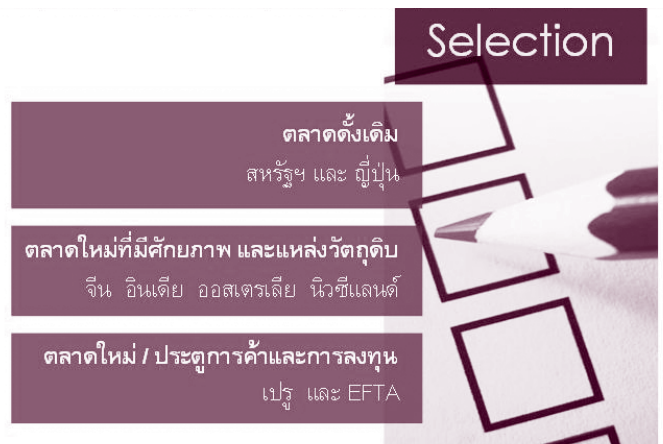 Selection
ตลาดดั้งเดิม
สหรัฐฯ และ ญี่ปุ่น
ตลาดใหม่ที่มีศักยภาพ และแหล่งวัตถุดิบ
จีน อินเดีย ออสเตรเลีย นิวซีแลนด์
ตลาดใหม่ / ประตูการค้าและการลงทุน
เปรู และ EFTA